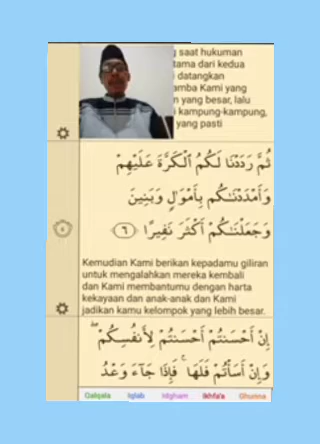 saat hukuman
tama dari kedua
datangkan
amba Kami yang
yang besar, lalu
kampung-kampung,
yang pasti
ثُمَّ رَدَدْنَا لَكُمُ ٱلْكَرَّةَ عَلَيْهِمْ
وَأَمْدَدْنَٰكُم بِأَمْوَٰلٍ وَبَنِينَ
وَجَعَلْنَٰكُمْ أَكْثَرَ نَفِيرًا ﴿٦﴾
Kemudian Kami berikan kepadamu giliran
untuk mengalahkan mereka kembali
dan Kami membantumu dengan harta
kekayaan dan anak-anak dan Kami
jadikan kamu kelompok yang lebih besar.
إِنْ أَحْسَنتُمْ أَحْسَنتُمْ لِأَنفُسِكُمْ ۖ
وَإِنْ أَسَأْتُمْ فَلَهَا ۚ فَإِذَا جَآءَ وَعْدُ
Qalqala Iqlab Idgham Ikhfa'a Ghunna